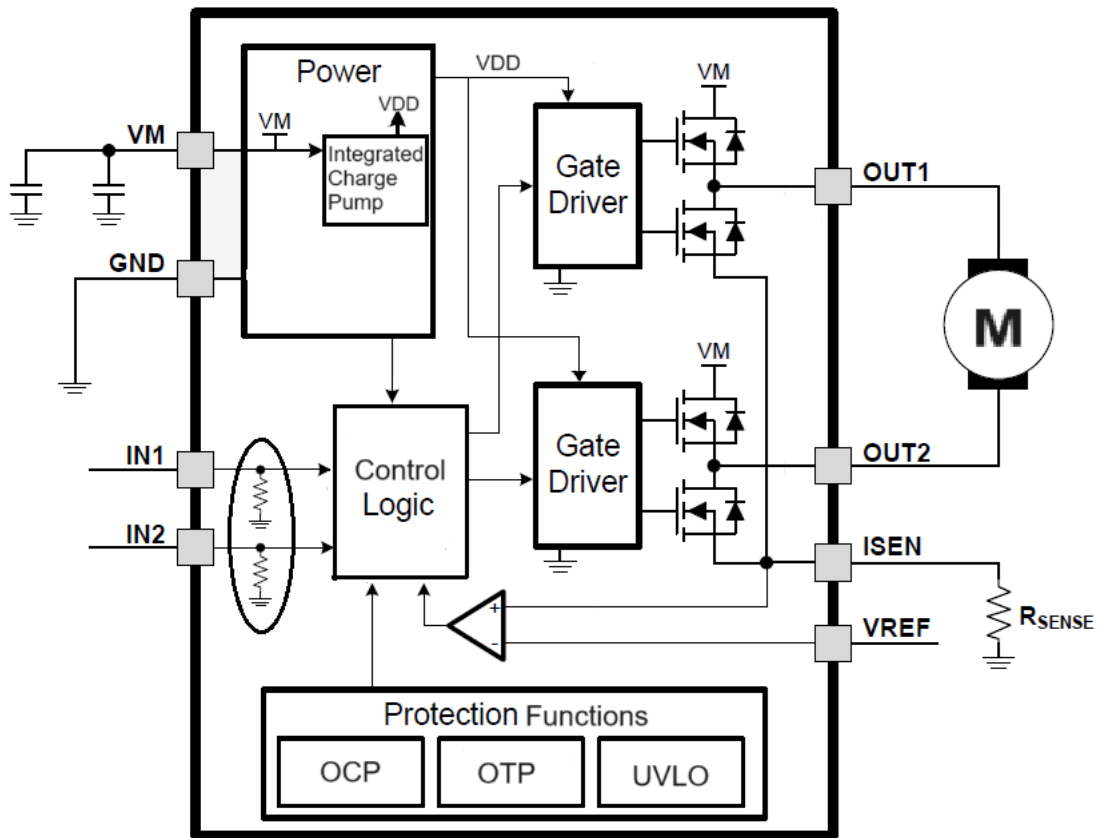 Power
VDD
VM
VDD
VM
VM
Integrated
Charge
Pump
Gate
Driver
OUT1
GND
M
VM
IN1
Control
Logic
Gate
Driver
OUT2
IN2
ISEN
+
-
VREF
RSENSE
Protection Functions
OCP
OTP
UVLO